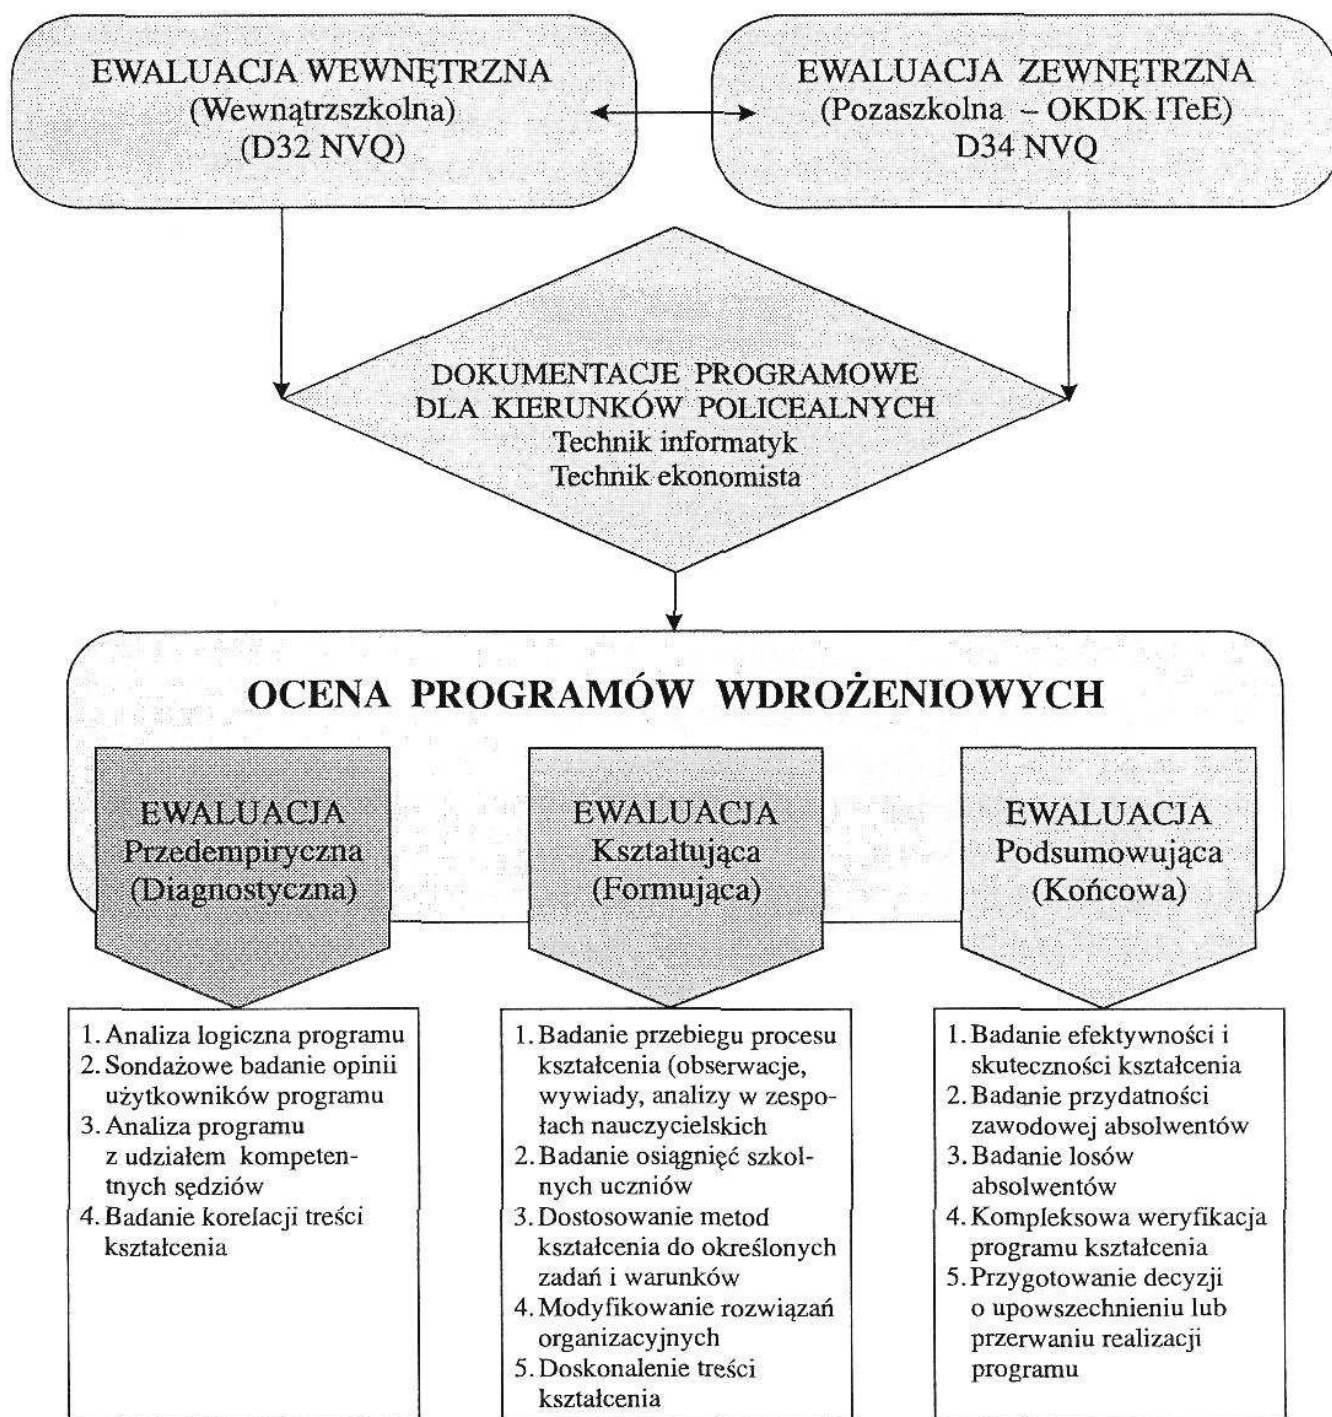 EWALUACJA WEWNĘTRZNA
(Wewnątrzszkolna)
(D32 NVQ)
EWALUACJA ZEWNĘTRZNA
(Pozaszkolna – OKDK ITeE)
D34 NVQ
DOKUMENTACJE PROGRAMOWE
DLA KIERUNKÓW POLICEALNYCH
Technik informatyk
Technik ekonomista
OCENA PROGRAMÓW WDROŻENIOWYCH
EWALUACJA
Przedempiryczna
(Diagnostyczna)
EWALUACJA
Kształtująca
(Formująca)
EWALUACJA
Podsumowująca
(Końcowa)
1. Analiza logiczna programu
2. Sondażowe badanie opinii
użytkowników programu
3. Analiza programu
z udziałem kompeten-
tnych sędziów
4. Badanie korelacji treści
kształcenia
1. Badanie przebiegu procesu
kształcenia (obserwacje,
wywiady, analizy w zespo-
łach nauczycielskich
2. Badanie osiągnięć szkol-
nych uczniów
3. Dostosowanie metod
kształcenia do określonych
zadań i warunków
4. Modyfikowanie rozwiązań
organizacyjnych
5. Doskonalenie treści
kształcenia
1. Badanie efektywności i
skuteczności kształcenia
2. Badanie przydatności
zawodowej absolwentów
3. Badanie losów
absolwentów
4. Kompleksowa weryfikacja
programu kształcenia
5. Przygotowanie decyzji
o upowszechnieniu lub
przerwaniu realizacji
programu